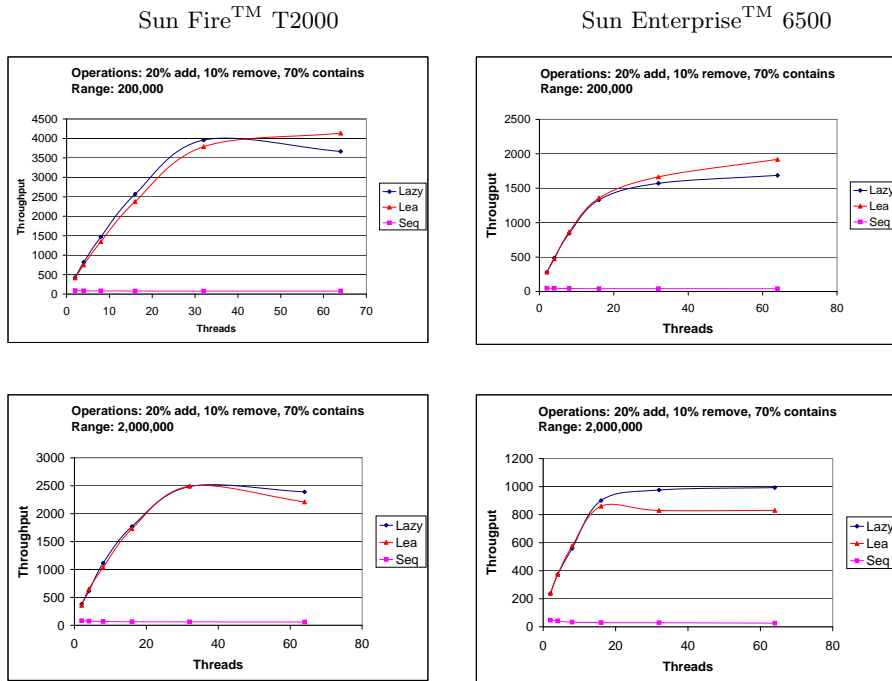 Sun Fire™ T2000
Sun Enterprise™ 6500
Operations: 20% add, 10% remove, 70% contains
Range: 200,000
4500
4000
3500
3000
2500
2000
1500
1000
500
0
Throughput
0 10 20 30 40 50 60 70
Threads
Lazy
Lea
Seq
Operations: 20% add, 10% remove, 70% contains
Range: 200,000
2500
2000
1500
1000
500
0
Througput
0 20 40 60 80
Threads
Lazy
Lea
Seq
Operations: 20% add, 10% remove, 70% contains
Range: 2,000,000
3000
2500
2000
1500
1000
500
0
Throughput
0 20 40 60 80
Threads
Lazy
Lea
Seq
Operations: 20% add, 10% remove, 70% contains
Range: 2,000,000
1200
1000
800
600
400
200
0
Througput
0 20 40 60 80
Threads
Lazy
Lea
Seq